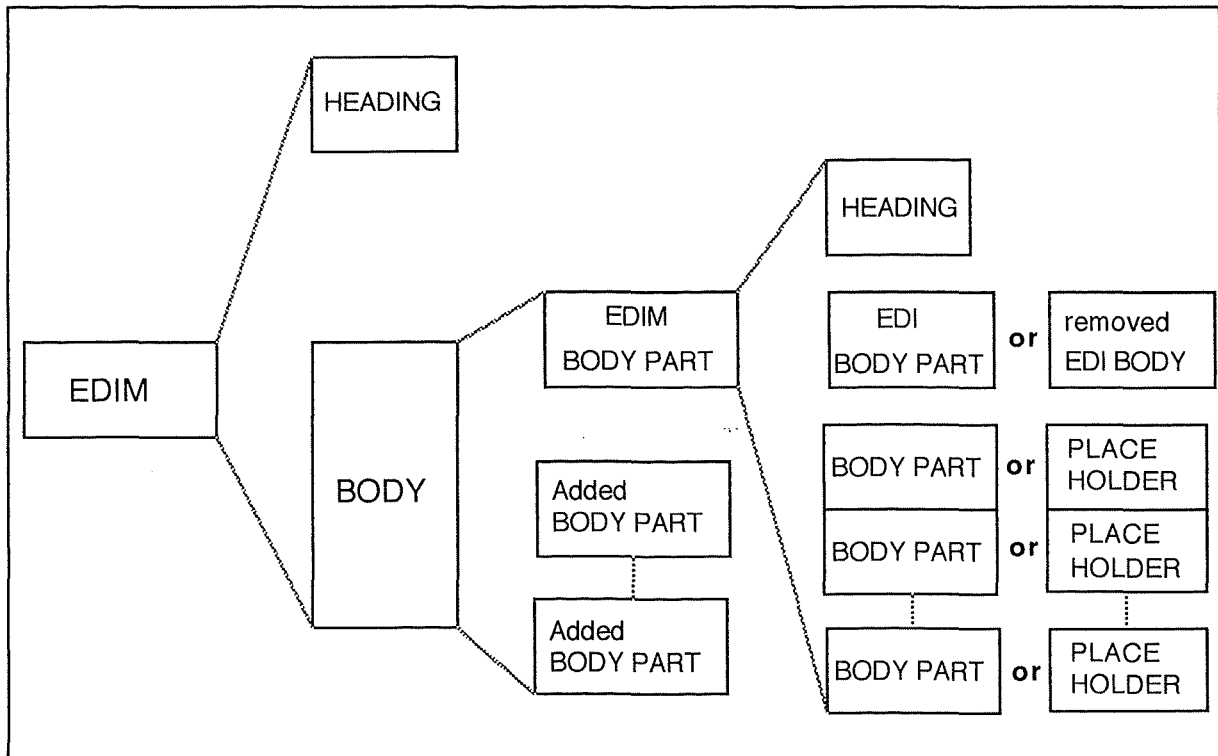 HEADING
HEADING
EDIM
BODY PART
EDI
BODY PART
or
removed
EDI BODY
EDIM
BODY
Added
BODY PART
BODY PART
or
PLACE
HOLDER
BODY PART
or
PLACE
HOLDER
Added
BODY PART
BODY PART
or
PLACE
HOLDER